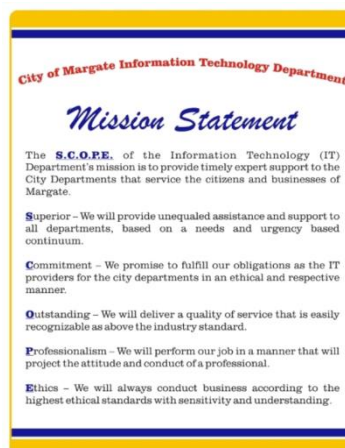 City of Margate Information Technology Department
Mission Statement
The S.C.O.P.E. of the Information Technology (IT)
Department's mission is to provide timely expert support to the
City Departments that service the citizens and businesses of
Margate.
Superior – We will provide unequaled assistance and support to
all departments, based on a needs and urgency based
continuum.
Commitment – We promise to fulfill our obligations as the IT
providers for the city departments in an ethical and respective
manner.
Outstanding – We will deliver a quality of service that is easily
recognizable as above the industry standard.
Professionalism – We will perform our job in a manner that will
project the attitude and conduct of a professional.
Ethics – We will always conduct business according to the
highest ethical standards with sensitivity and understanding.